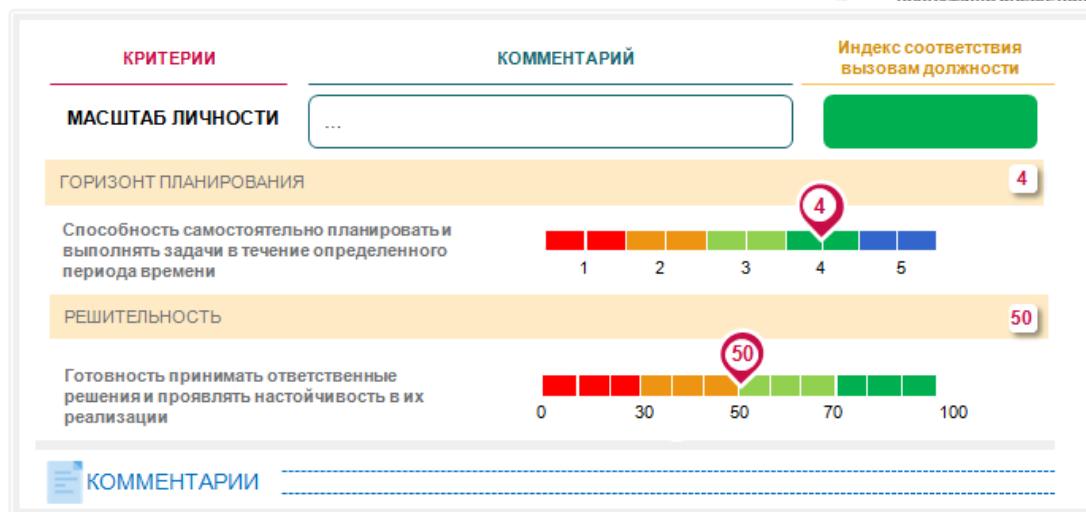 КРИТЕРИИ
КОММЕНТАРИЙ
Индекс соответствия
вызовам должности
МАСШТАБ ЛИЧНОСТИ
...
ГОРИЗОНТ ПЛАНИРОВАНИЯ
4
4
Способность самостоятельно планировать и
выполнять задачи в течение определенного
периода времени
1 2 3 4 5
РЕШИТЕЛЬНОСТЬ
50
50
Готовность принимать ответственные
решения и проявлять настойчивость в их
реализации
0 30 50 70 100
КОММЕНТАРИИ